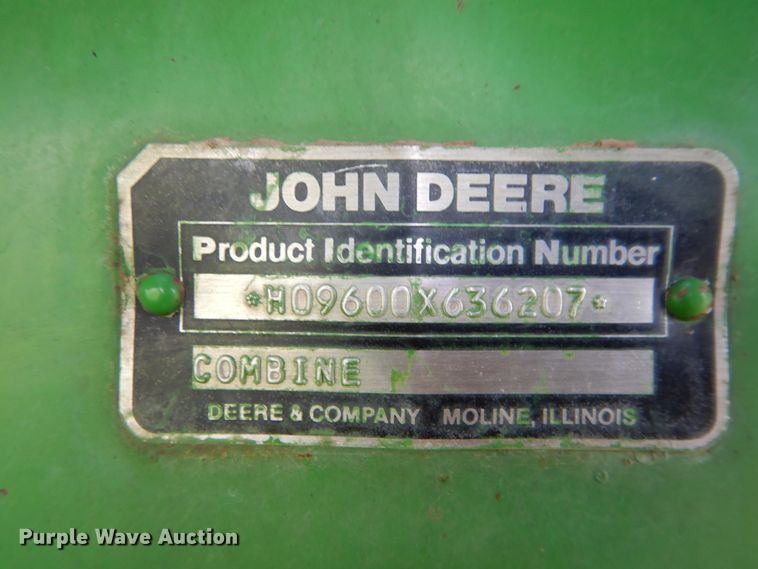 JOHN DEERE
Product Identification Number
*H09600X636207*
COMBINE
DEERE & COMPANY MOLINE, ILLINOIS
Purple Wave Auction